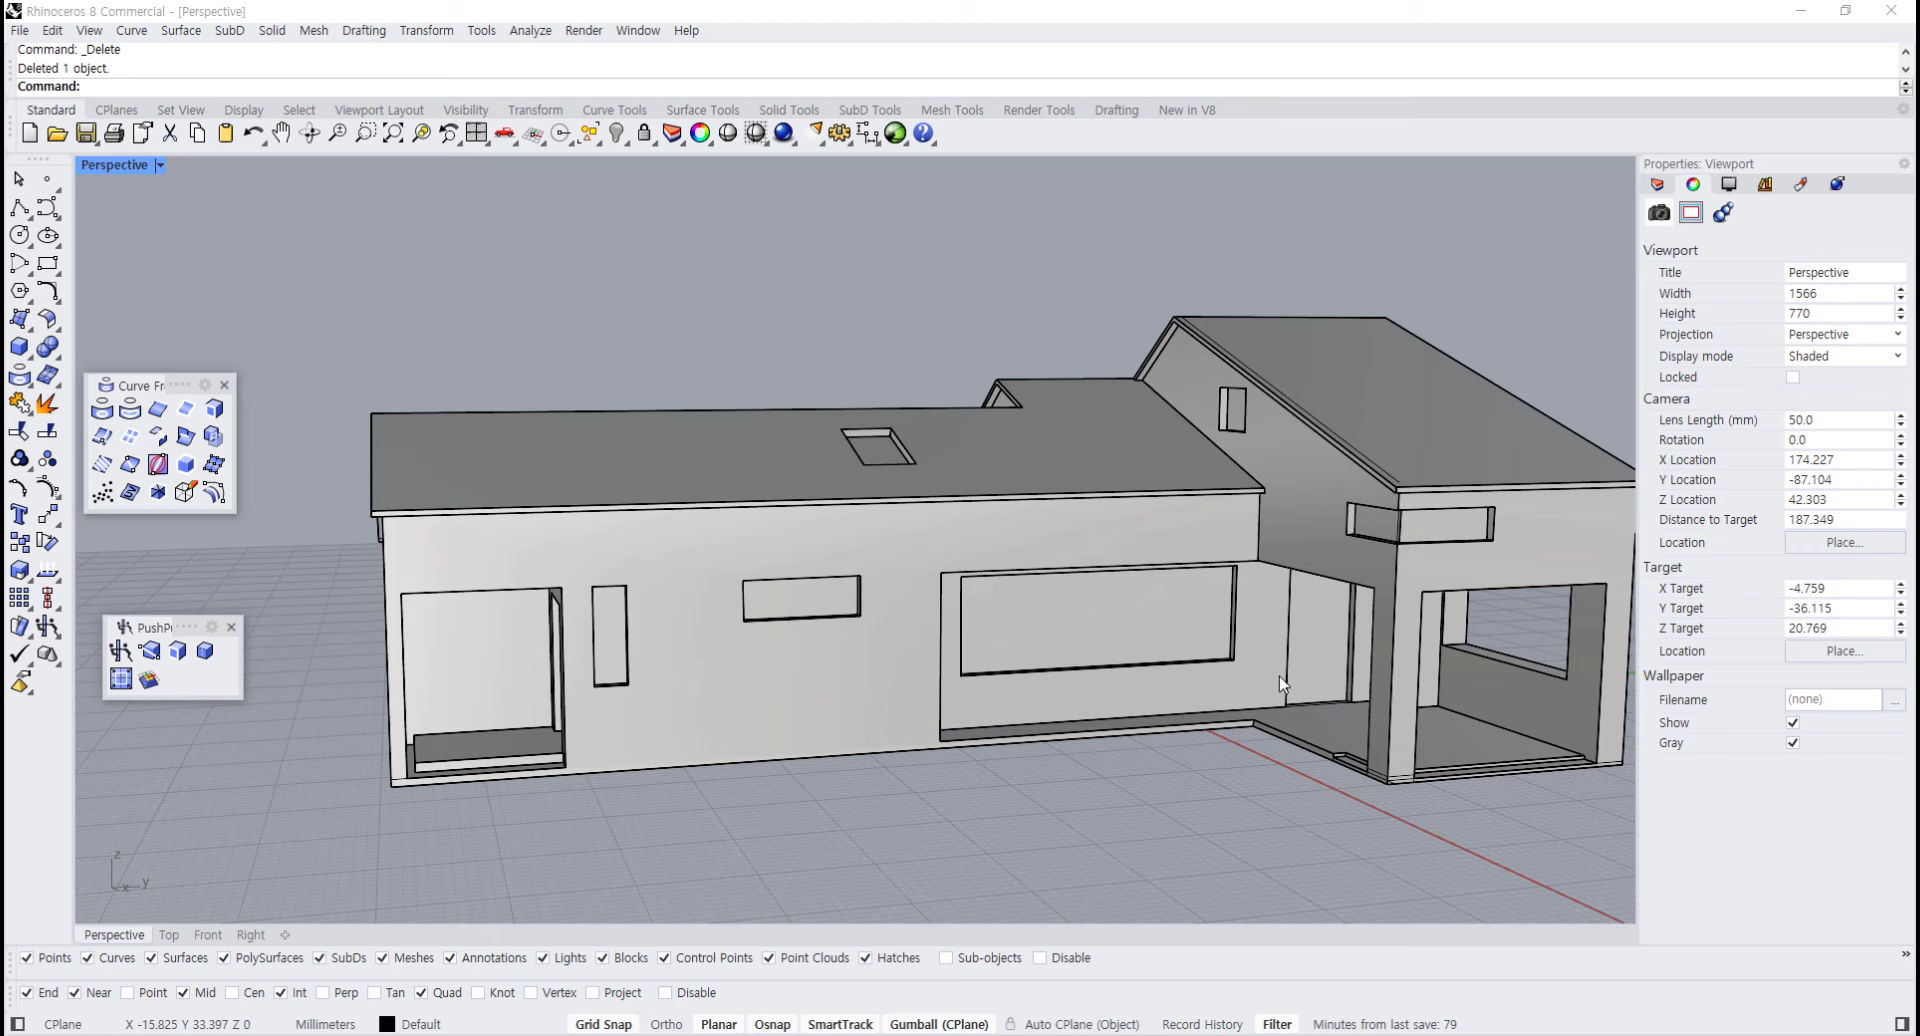 Rhinoceros 8 Commercial - [Perspective]
File Edit View Curve Surface SubD Solid Mesh Drafting Transform Tools Analyze Render Window Help
Command: _Delete
Deleted 1 object.
Command:
Standard CPlanes Set View Display Select Viewport Layout Visibility Transform Curve Tools Surface Tools Solid Tools SubD Tools Mesh Tools Render Tools Drafting New in V8
Perspective
Properties: Viewport
Viewport
Title Perspective
Width 1566
Height 770
Projection Perspective
Display mode Shaded
Locked
Camera
Lens Length (mm) 50.0
Rotation 0.0
X Location 174.227
Y Location -87.104
Z Location 42.303
Distance to Target 187.349
Location Place...
Target
X Target -4.759
Y Target -36.115
Z Target 20.769
Location Place...
Wallpaper
Filename (none) ...
Show
Gray
Curve Fr
PushPu
z
x y
Perspective Top Front Right
Points Curves Surfaces PolySurfaces SubDs Meshes Annotations Lights Blocks Control Points Point Clouds Hatches Sub-objects Disable
End Near Point Mid Cen Int Perp Tan Quad Knot Vertex Project Disable
CPlane X -15.825 Y 33.397 Z 0 Millimeters Default Grid Snap Ortho Planar Osnap SmartTrack Gumball (CPlane) Auto CPlane (Object) Record History Filter Minutes from last save: 79